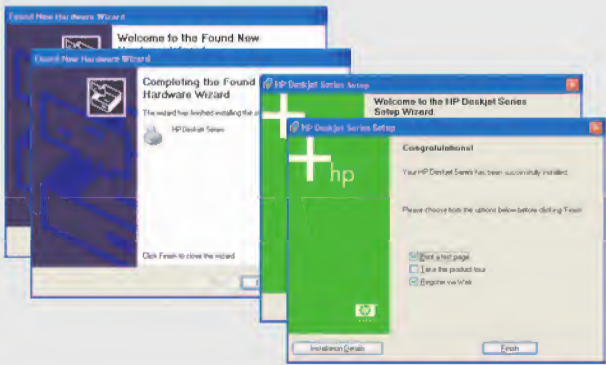 Found New Hardware Wizard
Welcome to the Found New
Found New Hardware Wizard
Completing the Found
Hardware Wizard
The wizard has finished installing the
HP Deskjet Series
Click Finish to close the wizard
HP Deskjet Series Setup
Welcome to the HP Deskjet Series
Setup Wizard
HP Deskjet Series Setup
hp
Congratulations!
Your HP Deskjet Series has been successfully installed.
Please choose from the options below before clicking 'Finish'
Print a test page
Take the product tour
Register via Web
Installation Details
Finish